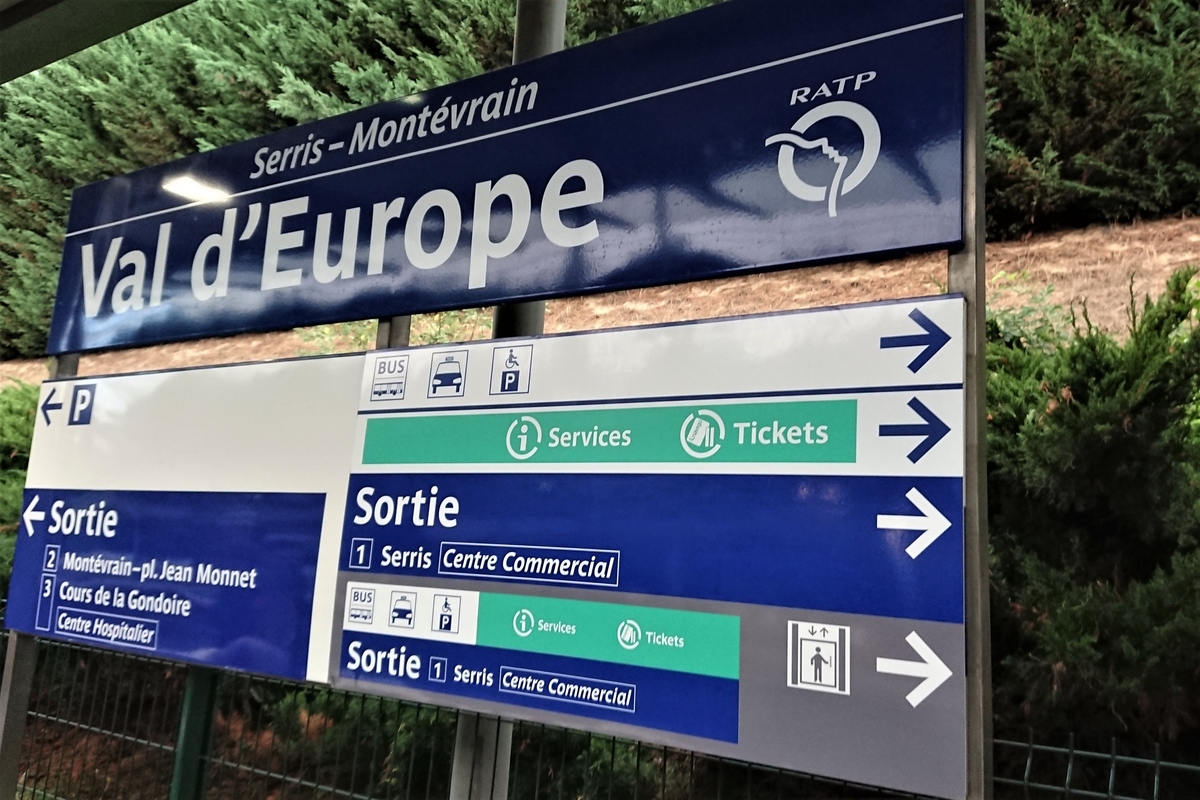 Serris–Montévrain
Val d'Europe
RATP
P
Sortie
2 Montévrain–pl. Jean Monnet
3 Cours de la Gondoire
Centre Hospitalier
BUS P
i Services Tickets
Sortie
1 Serris Centre Commercial
BUS P i Services Tickets
Sortie 1 Serris Centre Commercial